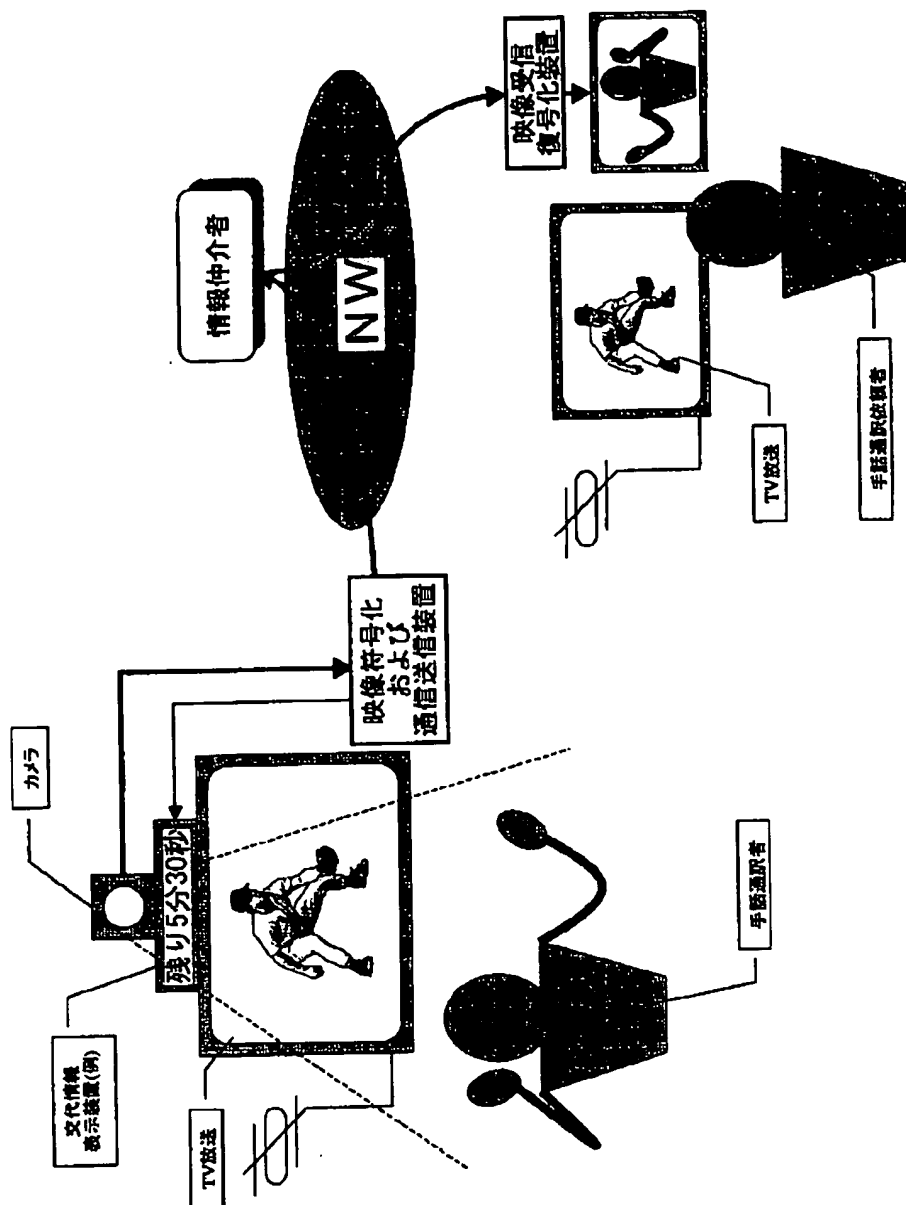 カメラ
交代情報
表示装置(例)
残り5分30秒
TV放送
映像符号化
および
通信送信装置
手話通訳者
情報仲介者
NW
映像受信
復号化装置
TV放送
手話通訳依頼者